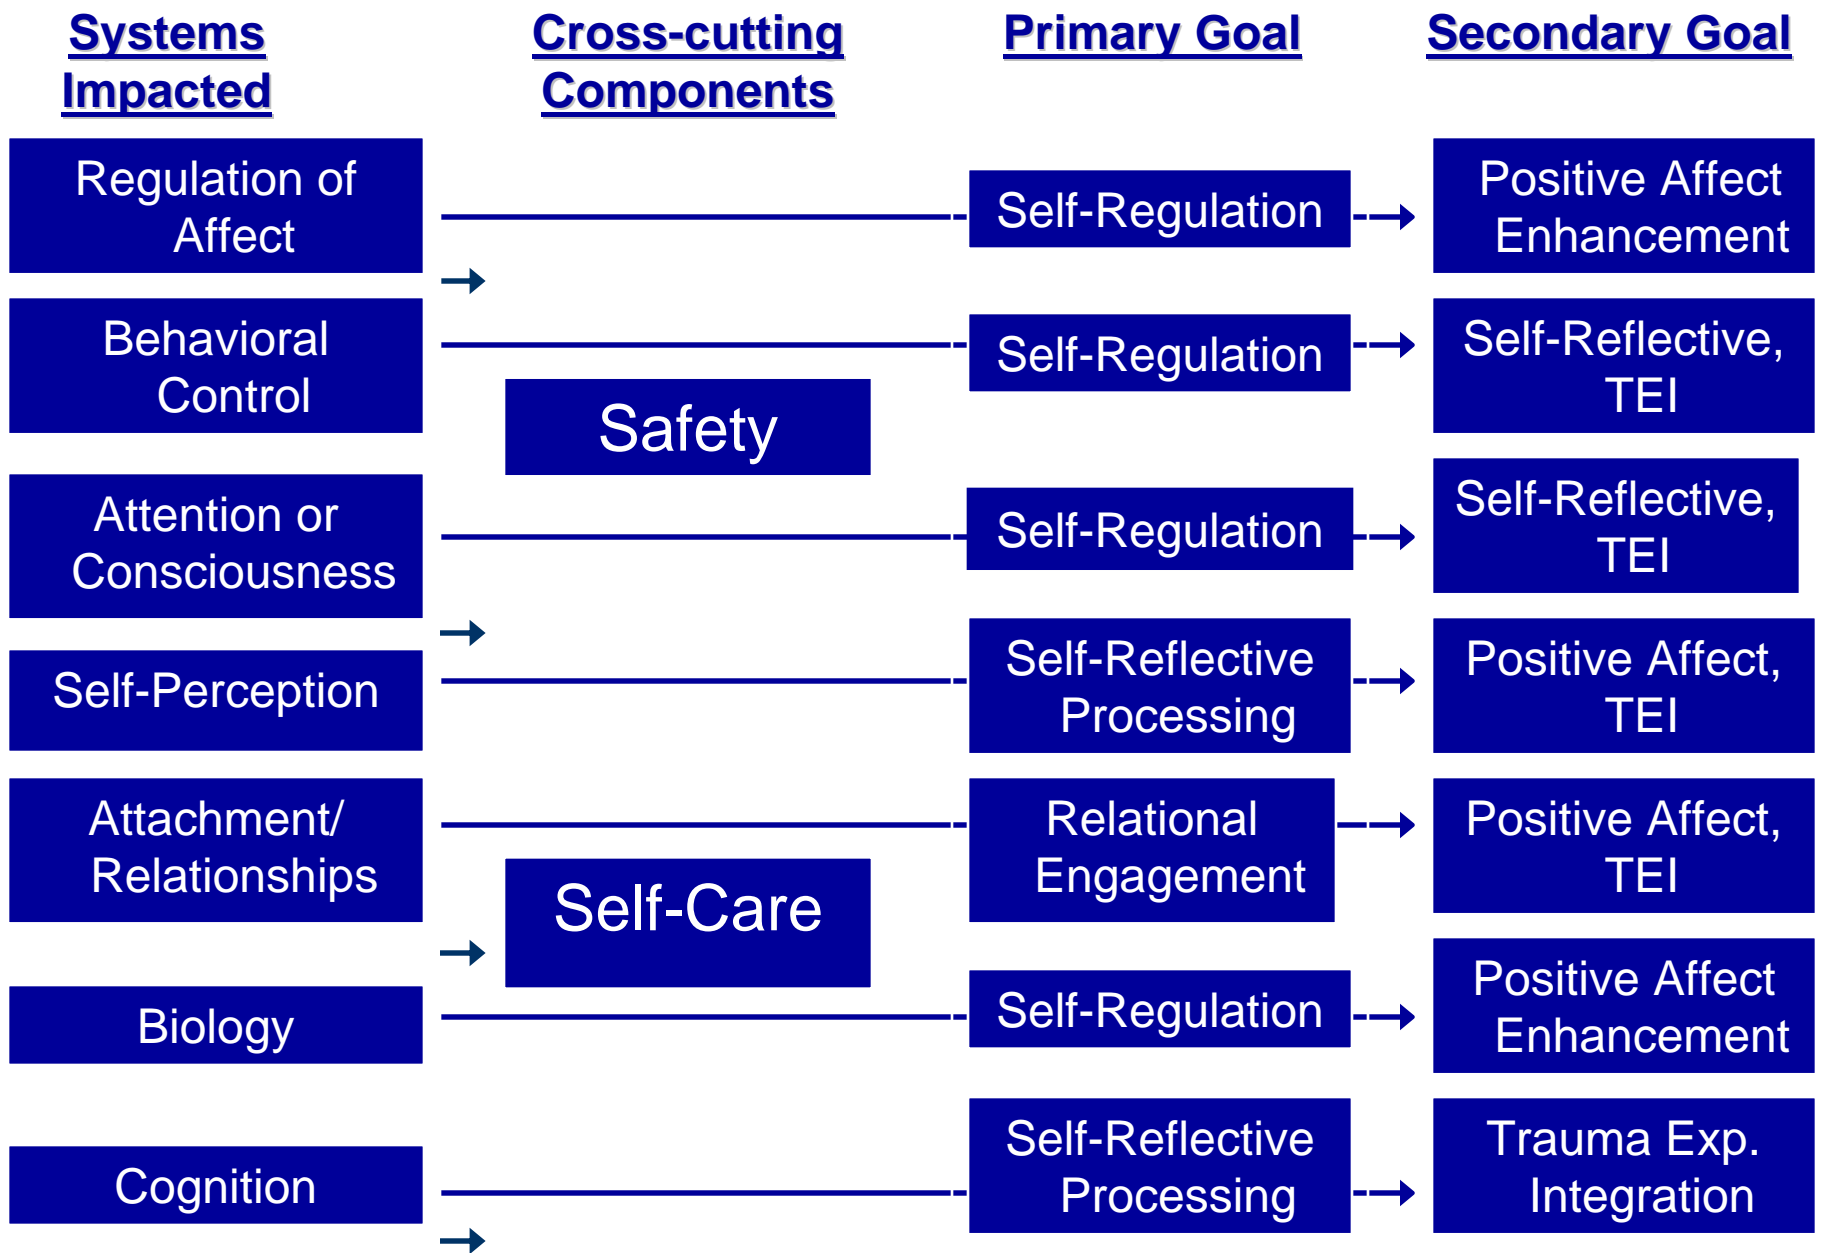 Systems
Impacted
Cross-cutting
Components
Primary Goal
Secondary Goal
Regulation of
Affect
Self-Regulation
Positive Affect
Enhancement
Behavioral
Control
Self-Regulation
Self-Reflective,
TEI
Safety
Attention or
Consciousness
Self-Regulation
Self-Reflective,
TEI
Self-Perception
Self-Reflective
Processing
Positive Affect,
TEI
Attachment/
Relationships
Relational
Engagement
Positive Affect,
TEI
Self-Care
Biology
Self-Regulation
Positive Affect
Enhancement
Cognition
Self-Reflective
Processing
Trauma Exp.
Integration